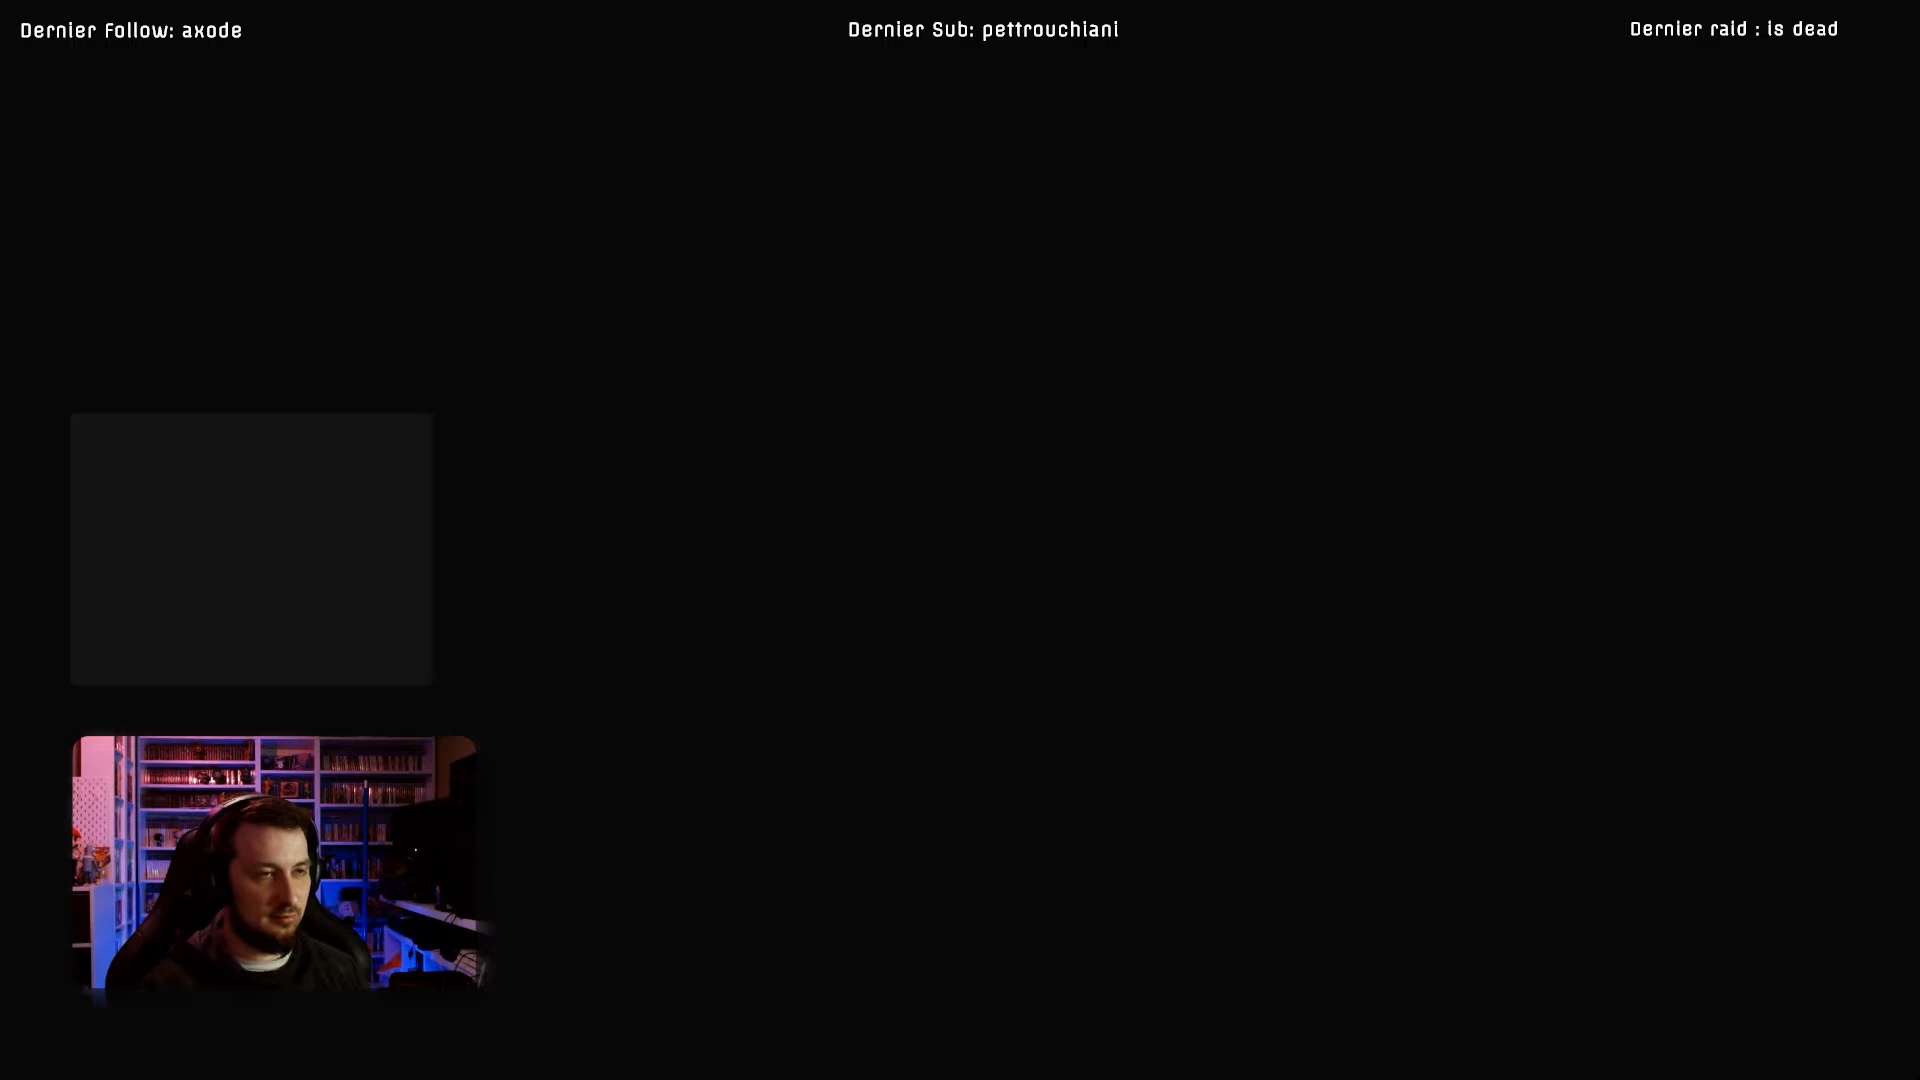 Dernier Follow: axode
Dernier Sub: pettrouchiani
Dernier raid : is dead